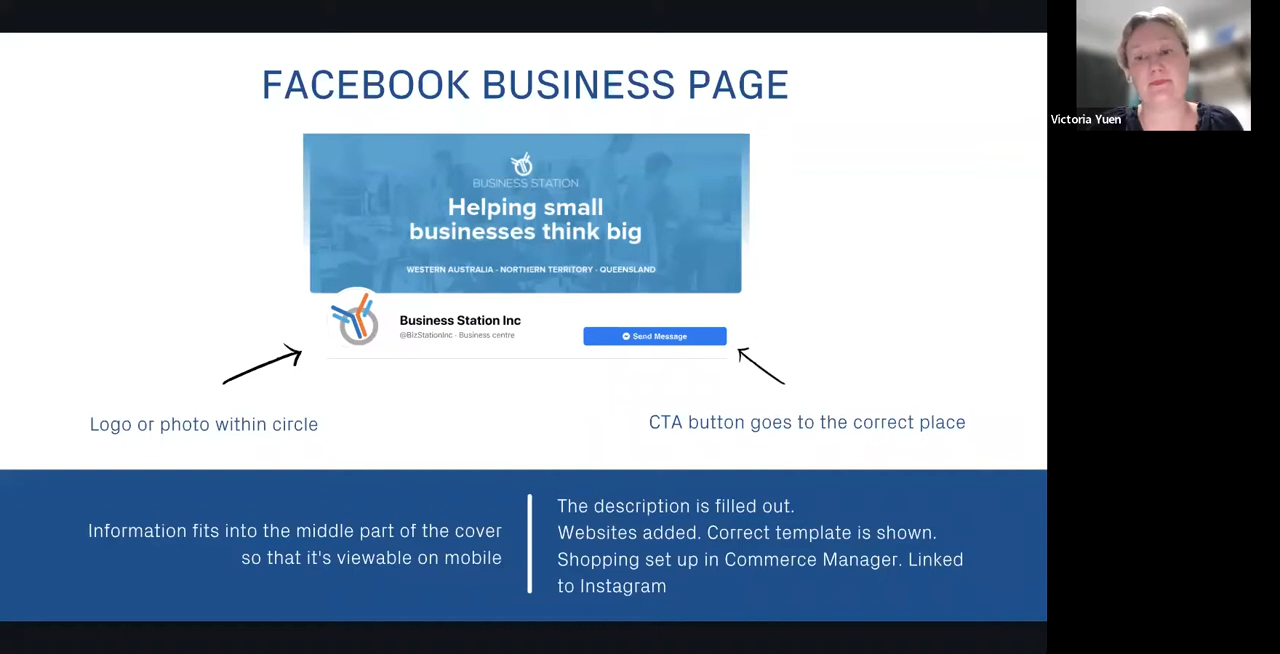 FACEBOOK BUSINESS PAGE
Victoria Yuen
BUSINESS STATION
Helping small
businesses think big
WESTERN AUSTRALIA - NORTHERN TERRITORY - QUEENSLAND
Business Station Inc
@BizStationInc · Business centre
Send Message
Logo or photo within circle
CTA button goes to the correct place
Information fits into the middle part of the cover
so that it's viewable on mobile
The description is filled out.
Websites added. Correct template is shown.
Shopping set up in Commerce Manager. Linked
to Instagram